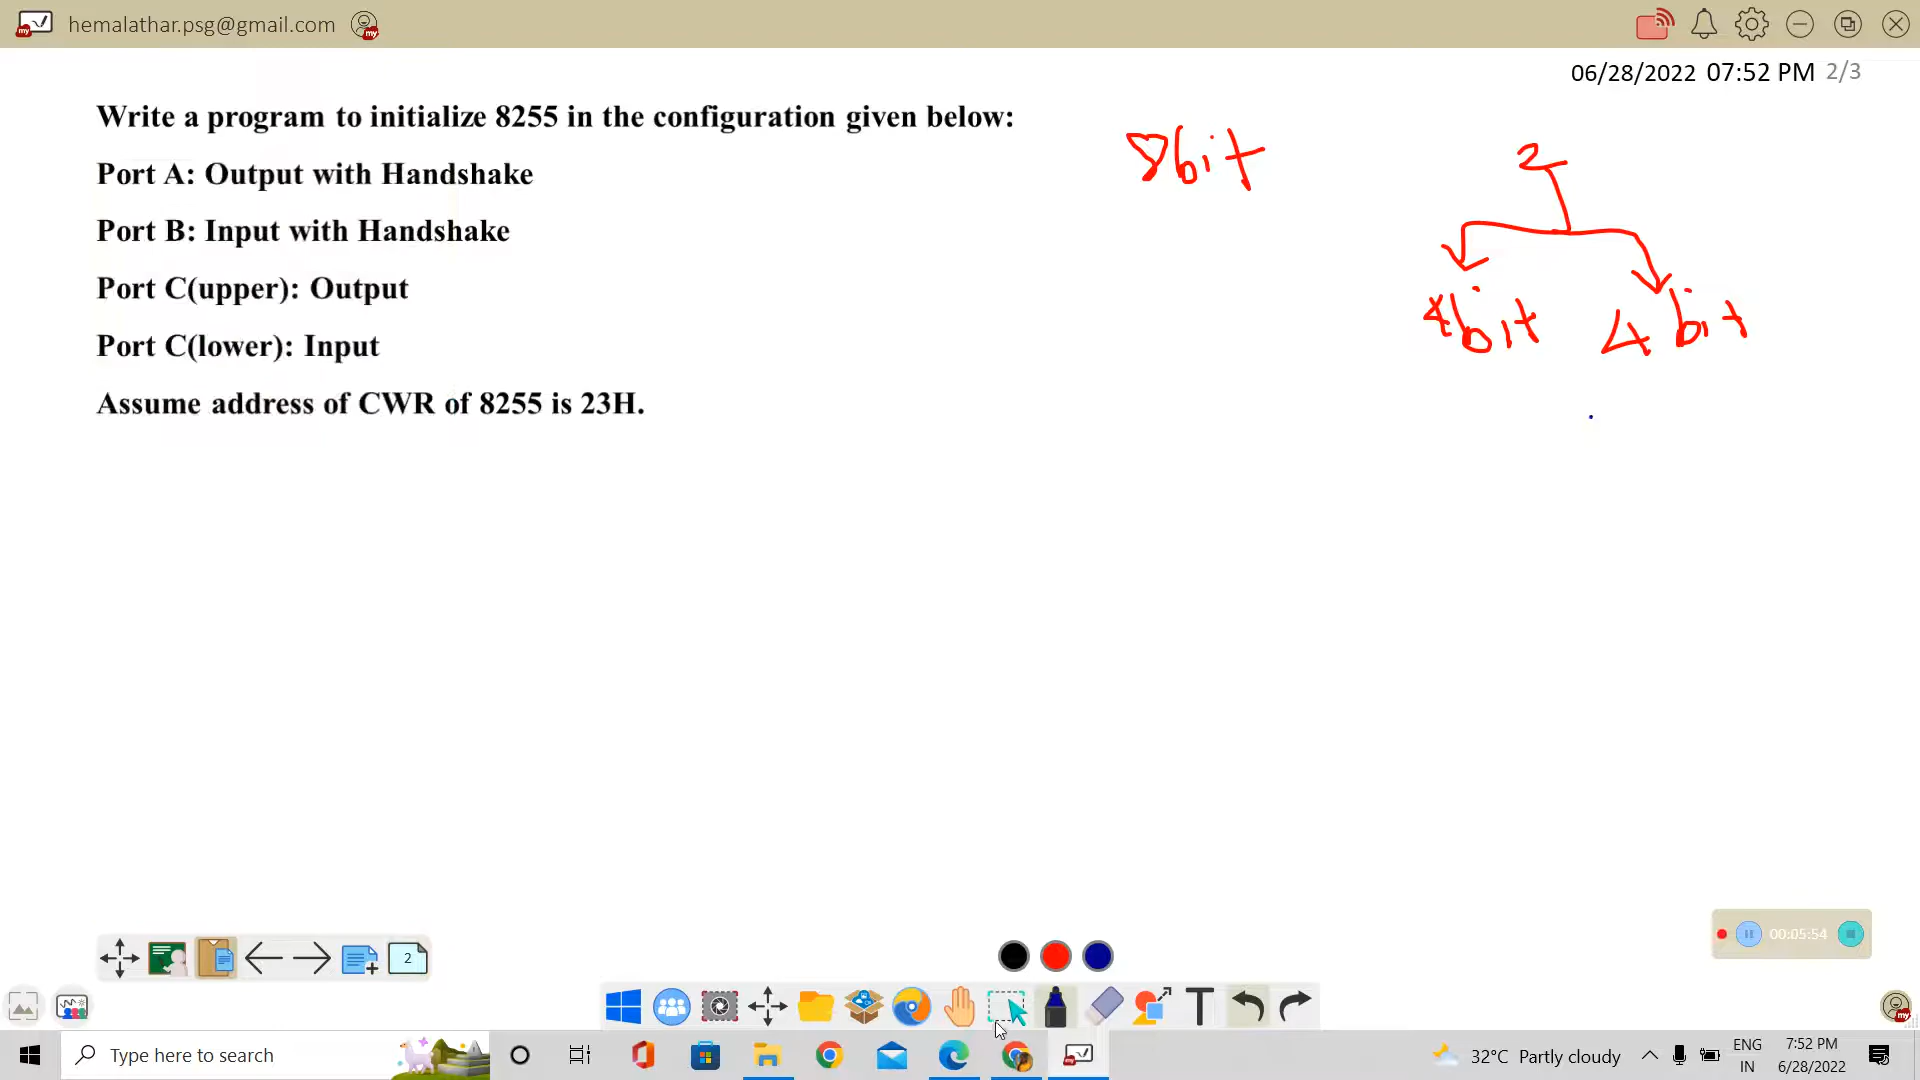 hemalathar.psg@gmail.com
06/28/2022 07:52 PM 2/3
Write a program to initialize 8255 in the configuration given below:
Port A: Output with Handshake
Port B: Input with Handshake
Port C(upper): Output
Port C(lower): Input
Assume address of CWR of 8255 is 23H.
8bit
2
4bit 4 bit
00:05:54
2
Type here to search
32°C Partly cloudy
ENG
IN
7:52 PM
6/28/2022